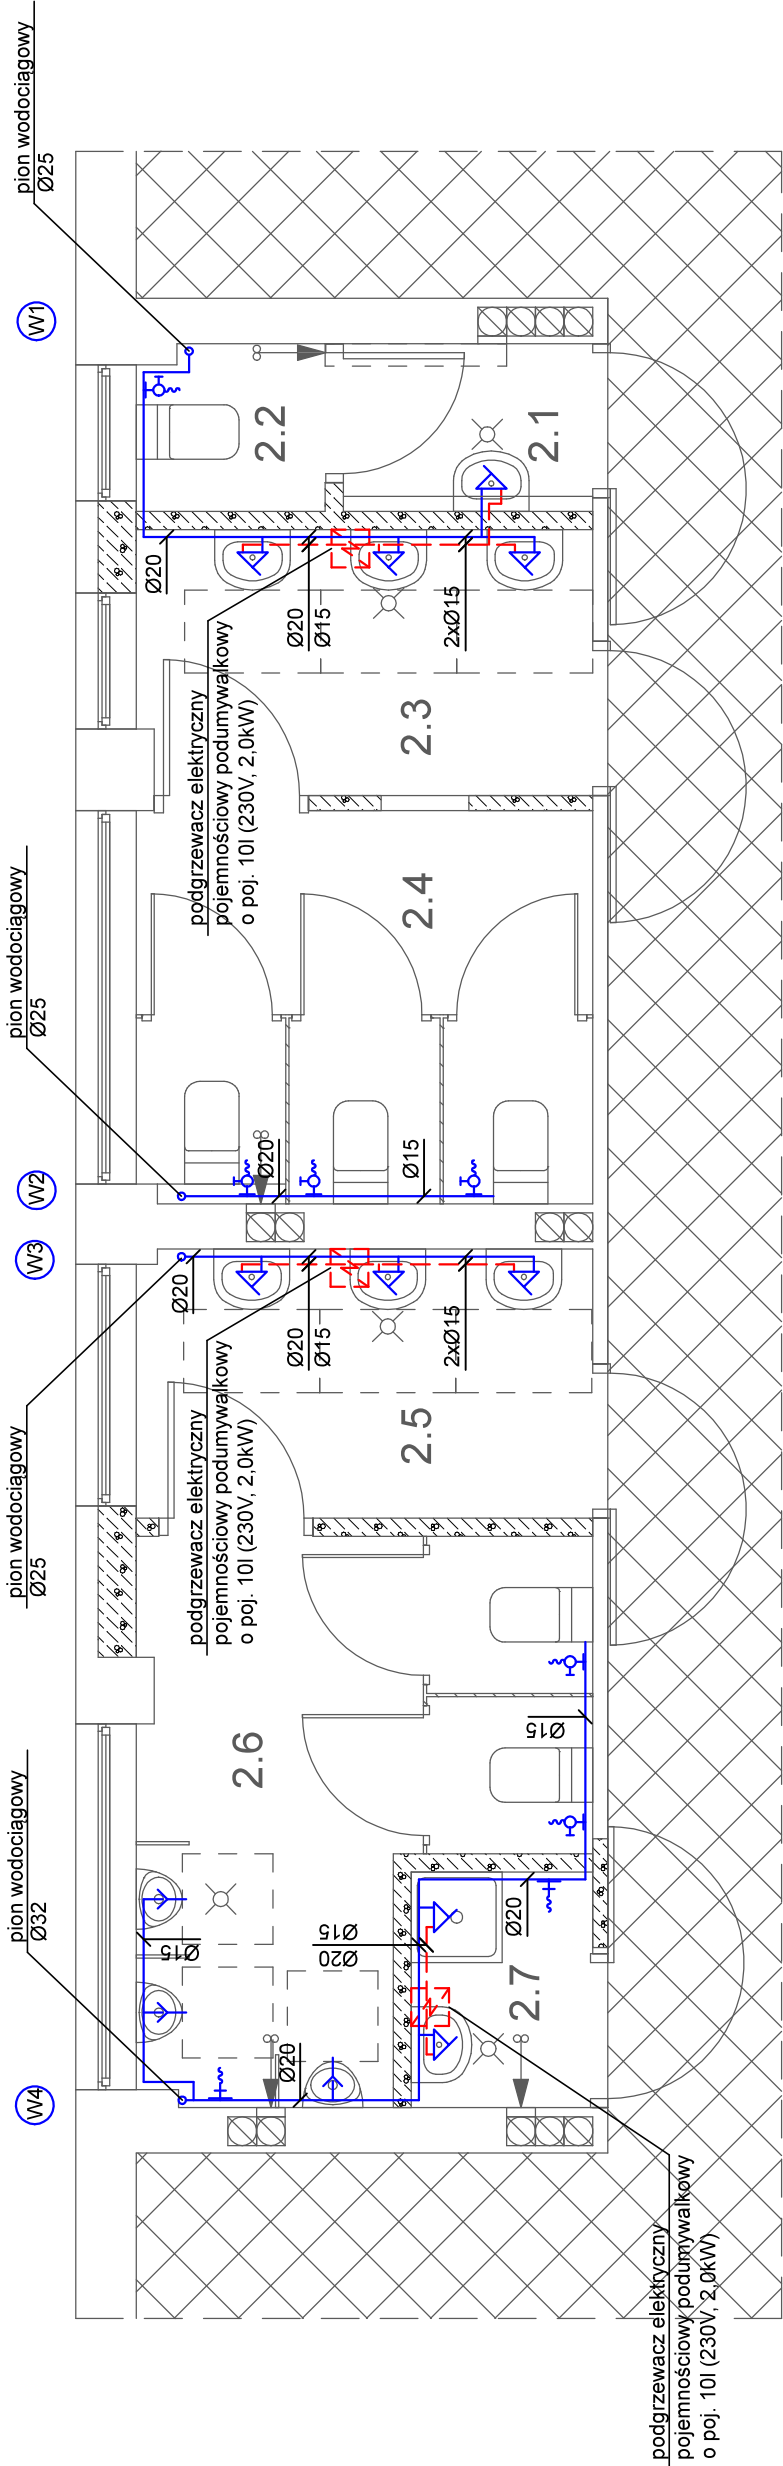 pion wodociągowy
Ø25
W1
2.2
2.1
Ø20
Ø20
Ø15
2xØ15
podgrzewacz elektryczny
pojemnościowy podumywalkowy
o poj. 10l (230V, 2,0kW)
2.3
2.4
pion wodociągowy
Ø25
W2
Ø20
Ø15
W3
Ø20
Ø20
Ø15
2xØ15
podgrzewacz elektryczny
pojemnościowy podumywalkowy
o poj. 10l (230V, 2,0kW)
2.5
pion wodociągowy
Ø25
2.6
Ø15
pion wodociągowy
Ø32
Ø15
Ø15
Ø20
Ø20
2.7
Ø20
W4
podgrzewacz elektryczny
pojemnościowy podumywalkowy
o poj. 10l (230V, 2,0kW)